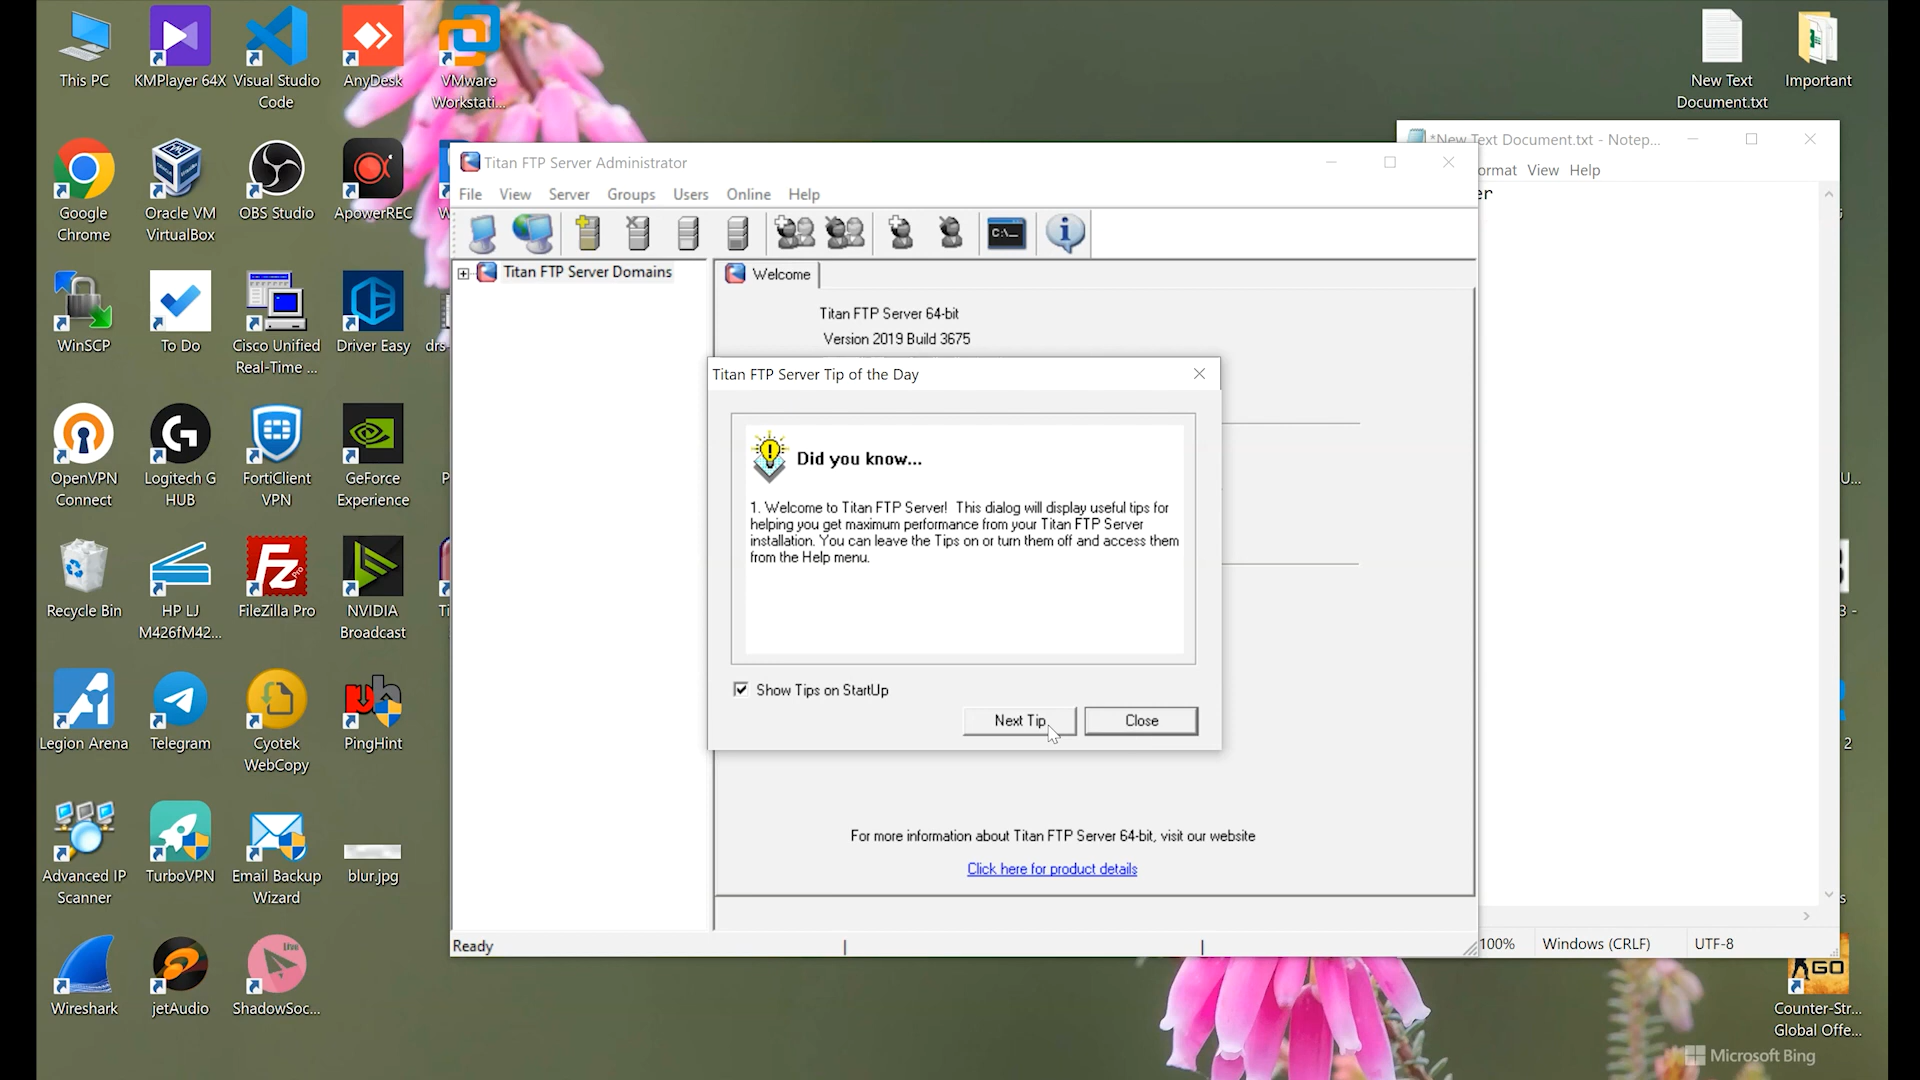 This PC
KMPlayer 64X
Visual Studio
Code
AnyDesk
VMware
Workstati...
New Text
Document.txt
Important
Google
Chrome
Oracle VM
VirtualBox
OBS Studio
ApowerREC
WinSCP
To Do
Cisco Unified
Real-Time ...
Driver Easy
drs
OpenVPN
Connect
Logitech G
HUB
FortiClient
VPN
GeForce
Experience
Recycle Bin
HP LJ
M426fM42...
FileZilla Pro
NVIDIA
Broadcast
Legion Arena
Telegram
Cyotek
WebCopy
PingHint
Advanced IP
Scanner
TurboVPN
Email Backup
Wizard
blur.jpg
Wireshark
jetAudio
ShadowSoc...
Titan FTP Server Administrator
File View Server Groups Users Online Help
C:\_
Titan FTP Server Domains
Welcome
Titan FTP Server 64-bit
Version 2019 Build 3675
Titan FTP Server Tip of the Day
Did you know...
1. Welcome to Titan FTP Server! This dialog will display useful tips for
helping you get maximum performance from your Titan FTP Server
installation. You can leave the Tips on or turn them off and access them
from the Help menu.
Show Tips on StartUp
Next Tip
Close
For more information about Titan FTP Server 64-bit, visit our website
Click here for product details
Ready
*New Text Document.txt - Notep...
ormat View Help
er
100% Windows (CRLF) UTF-8
GO
Counter-Str...
Global Offe...
Microsoft Bing